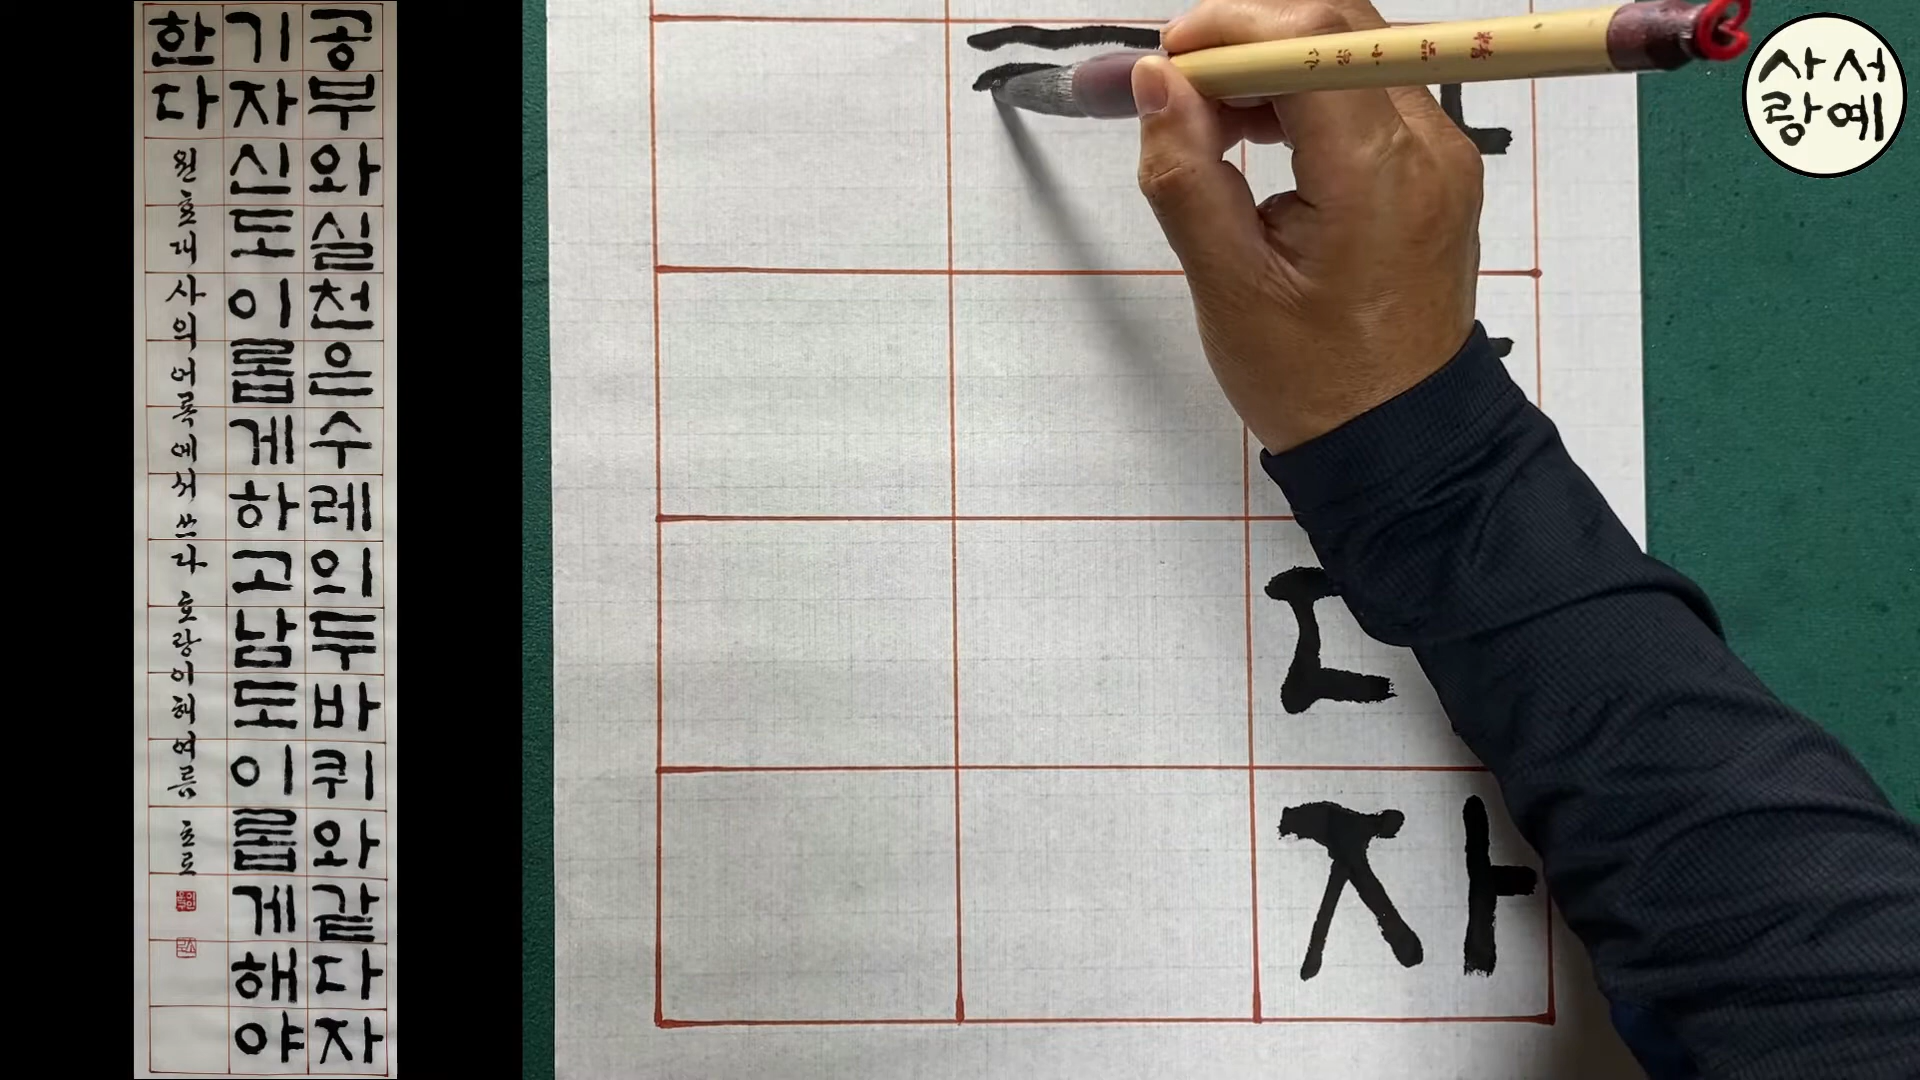 공부와실천은수레의두바퀴와같다자
기자신도이롭게하고남도이롭게해야
한다
원효대사의어록에서쓰다호랑이해여름 초로
자
서예
사랑